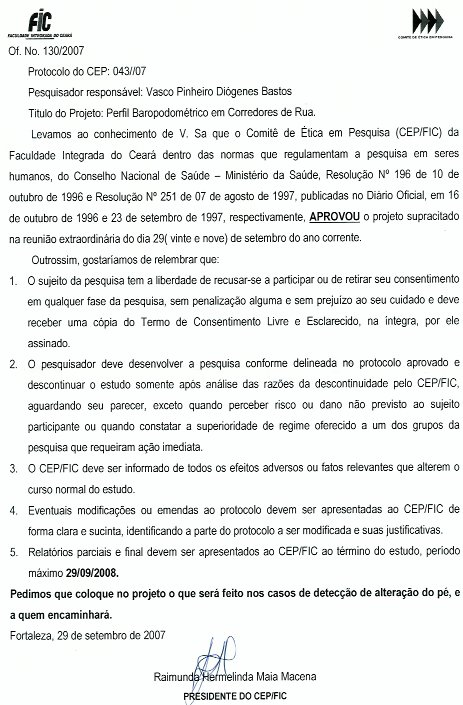 FIC
FACULDADE INTEGRADA DO CEARÁ
COMITÊ DE ÉTICA EM PESQUISA
Of. No. 130/2007
Protocolo do CEP: 043//07
Pesquisador responsável: Vasco Pinheiro Diógenes Bastos
Titulo do Projeto: Perfil Baropodométrico em Corredores de Rua.
Levamos ao conhecimento de V. Sa que o Comitê de Ética em Pesquisa (CEP/FIC) da
Faculdade Integrada do Ceará dentro das normas que regulamentam a pesquisa em seres
humanos, do Conselho Nacional de Saúde – Ministério da Saúde, Resolução Nº 196 de 10 de
outubro de 1996 e Resolução Nº 251 de 07 de agosto de 1997, publicadas no Diário Oficial, em 16
de outubro de 1996 e 23 de setembro de 1997, respectivamente, APROVOU o projeto supracitado
na reunião extraordinária do dia 29( vinte e nove) de setembro do ano corrente.
Outrossim, gostaríamos de relembrar que:
1. O sujeito da pesquisa tem a liberdade de recusar-se a participar ou de retirar seu consentimento
em qualquer fase da pesquisa, sem penalização alguma e sem prejuízo ao seu cuidado e deve
receber uma cópia do Termo de Consentimento Livre e Esclarecido, na íntegra, por ele
assinado.
2. O pesquisador deve desenvolver a pesquisa conforme delineada no protocolo aprovado e
descontinuar o estudo somente após análise das razões da descontinuidade pelo CEP/FIC,
aguardando seu parecer, exceto quando perceber risco ou dano não previsto ao sujeito
participante ou quando constatar a superioridade de regime oferecido a um dos grupos da
pesquisa que requeiram ação imediata.
3. O CEP/FIC deve ser informado de todos os efeitos adversos ou fatos relevantes que alterem o
curso normal do estudo.
4. Eventuais modificações ou emendas ao protocolo devem ser apresentadas ao CEP/FIC de
forma clara e sucinta, identificando a parte do protocolo a ser modificada e suas justificativas.
5. Relatórios parciais e final devem ser apresentados ao CEP/FIC ao término do estudo, período
máximo 29/09/2008.
Pedimos que coloque no projeto o que será feito nos casos de detecção de alteração do pé, e
a quem encaminhará.
Fortaleza, 29 de setembro de 2007
Raimunda Hermelinda Maia Macena
PRESIDENTE DO CEP/FIC